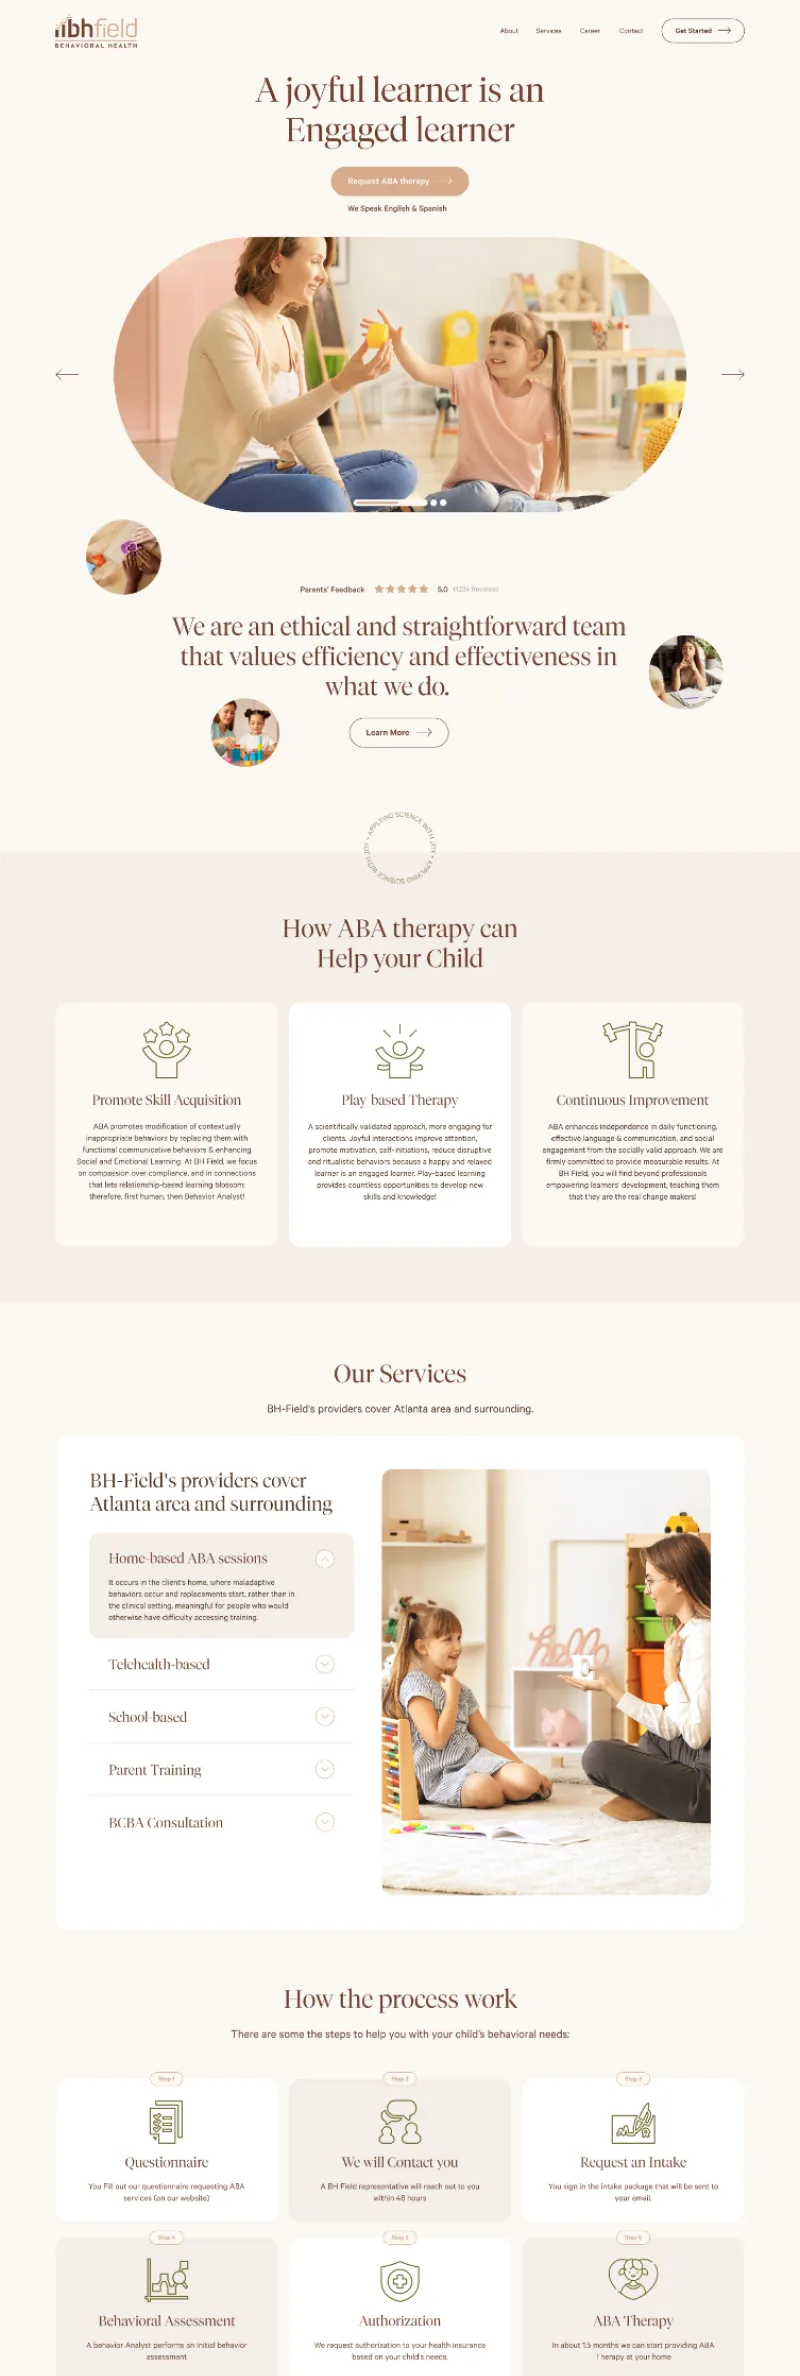 bhfield
BEHAVIORAL HEALTH
About
Services
Career
Contact
Get Started
A joyful learner is an
Engaged learner
Request ABA therapy
We Speak English & Spanish
Parents' Feedback
5.0
(1234 Reviews)
We are an ethical and straightforward team
that values efficiency and effectiveness in
what we do.
Learn More
APPLYING SCIENCE WITH JOY • APPLYING SCIENCE WITH JOY •
How ABA therapy can
Help your Child
Promote Skill Acquisition
ABA promotes modification of contextually
inappropriate behaviors by replacing them with
functional communicative behaviors & enhancing
Social and Emotional Learning. At BH Field, we focus
on compassion over compliance, and in connections
that lets relationship-based learning blossom:
therefore, first human, then Behavior Analyst!
Play-based Therapy
A scientifically validated approach, more engaging for
clients. Joyful interactions improve attention,
promote motivation, self-initiations, reduce disruptive
and ritualistic behaviors because a happy and relaxed
learner is an engaged learner. Play-based learning
provides countless opportunities to develop new
skills and knowledge!
Continuous Improvement
ABA enhances independence in daily functioning,
effective language & communication, and social
engagement from the socially valid approach. We are
firmly committed to provide measurable results. At
BH Field, you will find beyond professionals
empowering learners' development, teaching them
that they are the real change makers!
Our Services
BH-Field's providers cover Atlanta area and surrounding.
BH-Field's providers cover
Atlanta area and surrounding
Home-based ABA sessions
It occurs in the client's home, where maladaptive
behaviors occur and replacements start, rather than in
the clinical setting, meaningful for people who would
otherwise have difficulty accessing training.
Telehealth-based
School-based
Parent Training
BCBA Consultation
hello
E
How the process work
There are some the steps to help you with your child's behavioral needs:
Step 1
Questionnaire
You Fill out our questionnaire requesting ABA
services (on our website)
Step 2
We will Contact you
A BH Field representative will reach out to you
within 48 hours
Step 3
Request an Intake
You sign in the intake package that will be sent to
your email.
Step 4
Behavioral Assessment
A behavior Analyst performs an initial behavior
assessment
Step 5
Authorization
We request authorization to your health insurance
based on your child's needs.
Step 6
ABA Therapy
In about 1.5 months we can start providing ABA
Therapy at your home